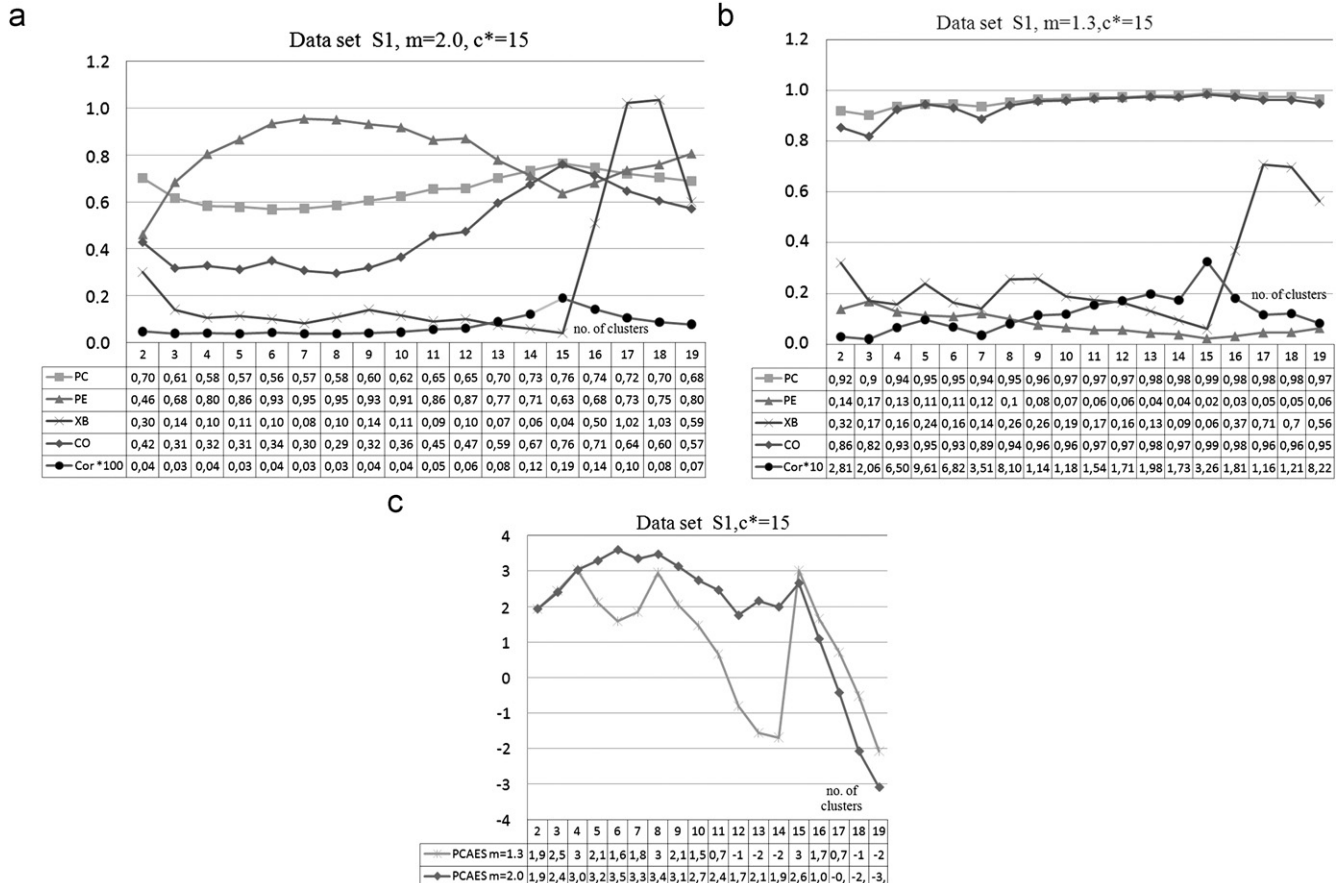 a
Data set S1, m=2.0, c*=15
1.2
1.0
0.8
0.6
0.4
0.2
0.0
no. of clusters
2 3 4 5 6 7 8 9 10 11 12 13 14 15 16 17 18 19
PC 0,70 0,61 0,58 0,57 0,56 0,57 0,58 0,60 0,62 0,65 0,65 0,70 0,73 0,76 0,74 0,72 0,70 0,68
PE 0,46 0,68 0,80 0,86 0,93 0,95 0,95 0,93 0,91 0,86 0,87 0,77 0,71 0,63 0,68 0,73 0,75 0,80
XB 0,30 0,14 0,10 0,11 0,10 0,08 0,10 0,14 0,11 0,09 0,10 0,07 0,06 0,04 0,50 1,02 1,03 0,59
CO 0,42 0,31 0,32 0,31 0,34 0,30 0,29 0,32 0,36 0,45 0,47 0,59 0,67 0,76 0,71 0,64 0,60 0,57
Cor *100 0,04 0,03 0,04 0,03 0,04 0,03 0,03 0,04 0,04 0,05 0,06 0,08 0,12 0,19 0,14 0,10 0,08 0,07
b
Data set S1, m=1.3,c*=15
1.2
1.0
0.8
0.6
0.4
0.2
0.0
no. of clusters
2 3 4 5 6 7 8 9 10 11 12 13 14 15 16 17 18 19
PC 0,92 0,9 0,94 0,95 0,95 0,94 0,95 0,96 0,97 0,97 0,97 0,98 0,98 0,99 0,98 0,98 0,98 0,97
PE 0,14 0,17 0,13 0,11 0,11 0,12 0,1 0,08 0,07 0,06 0,06 0,04 0,04 0,02 0,03 0,05 0,05 0,06
XB 0,32 0,17 0,16 0,24 0,16 0,14 0,26 0,26 0,19 0,17 0,16 0,13 0,09 0,06 0,37 0,71 0,7 0,56
CO 0,86 0,82 0,93 0,95 0,93 0,89 0,94 0,96 0,96 0,97 0,97 0,98 0,97 0,99 0,98 0,96 0,96 0,95
Cor*10 2,81 2,06 6,50 9,61 6,82 3,51 8,10 1,14 1,18 1,54 1,71 1,98 1,73 3,26 1,81 1,16 1,21 8,22
c
Data set S1,c*=15
4
3
2
1
0
-1
-2
-3
-4
no. of
clusters
2 3 4 5 6 7 8 9 10 11 12 13 14 15 16 17 18 19
PCAES m=1.3 1,9 2,5 3 2,1 1,6 1,8 3 2,1 1,5 0,7 -1 -2 -2 3 1,7 0,7 -1 -2
PCAES m=2.0 1,9 2,4 3,0 3,2 3,5 3,3 3,4 3,1 2,7 2,4 1,7 2,1 1,9 2,6 1,0 -0, -2, -3,